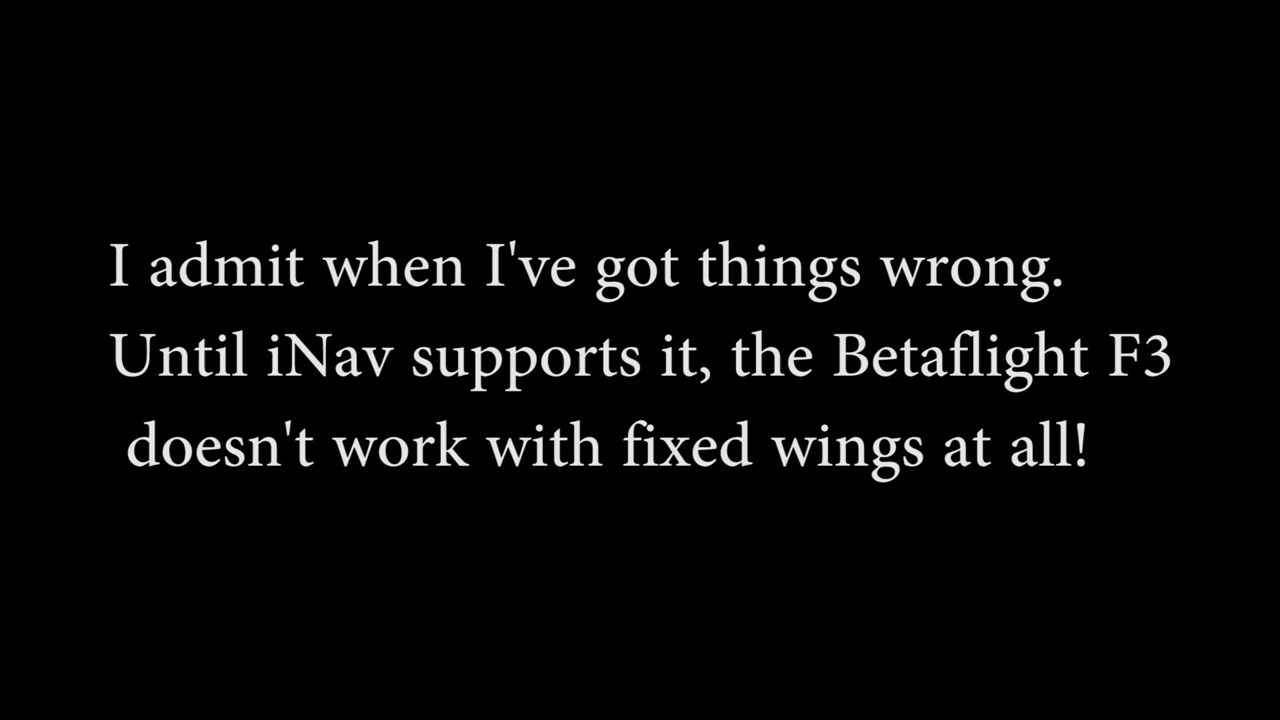 I admit when I've got things wrong.
Until iNav supports it, the Betaflight F3
doesn't work with fixed wings at all!